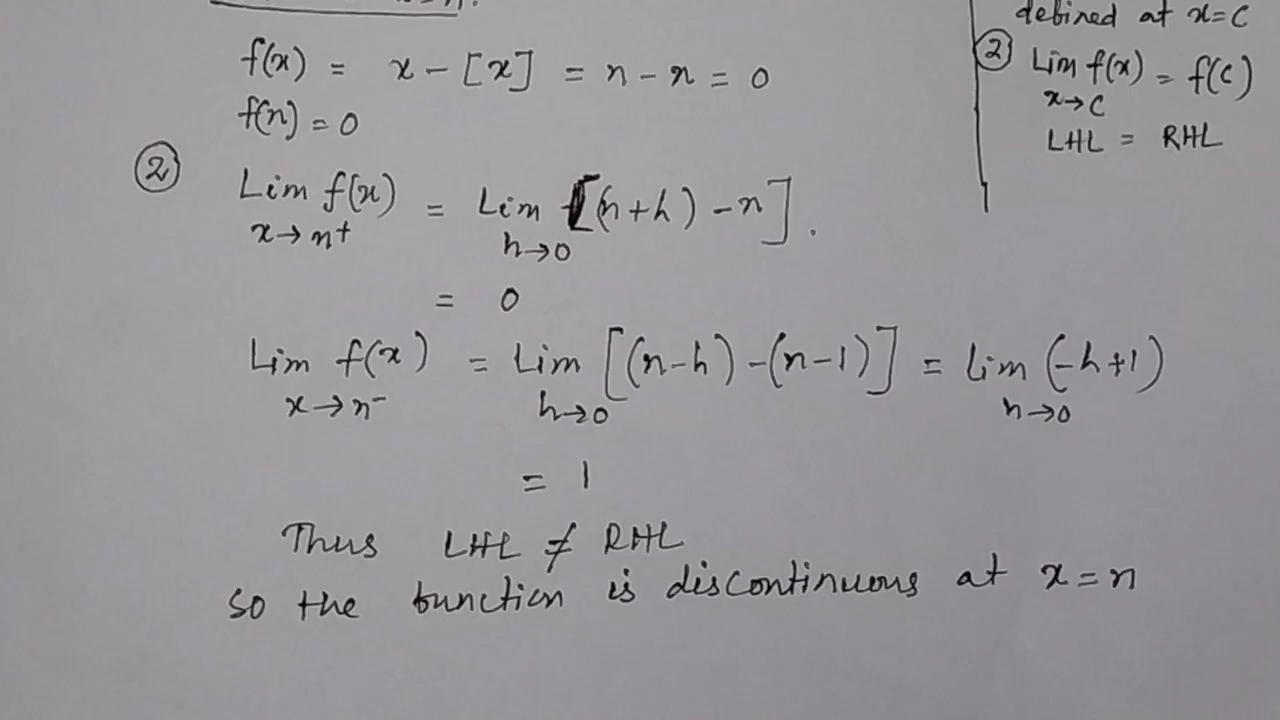 = n.
f(x) = x - [x] = n - n = 0
f(n) = 0
② Lim f(x) = Lim [(n+h) - n].
x→n+ h→0
= 0
Lim f(x) = Lim [(n-h) - (n-1)] = lim (-h+1)
x→n- h→0 h→0
= 1
Thus LHL ≠ RHL
so the function is discontinuous at x = n
defined at x=c
② Lim f(x) = f(c)
x→c
LHL = RHL